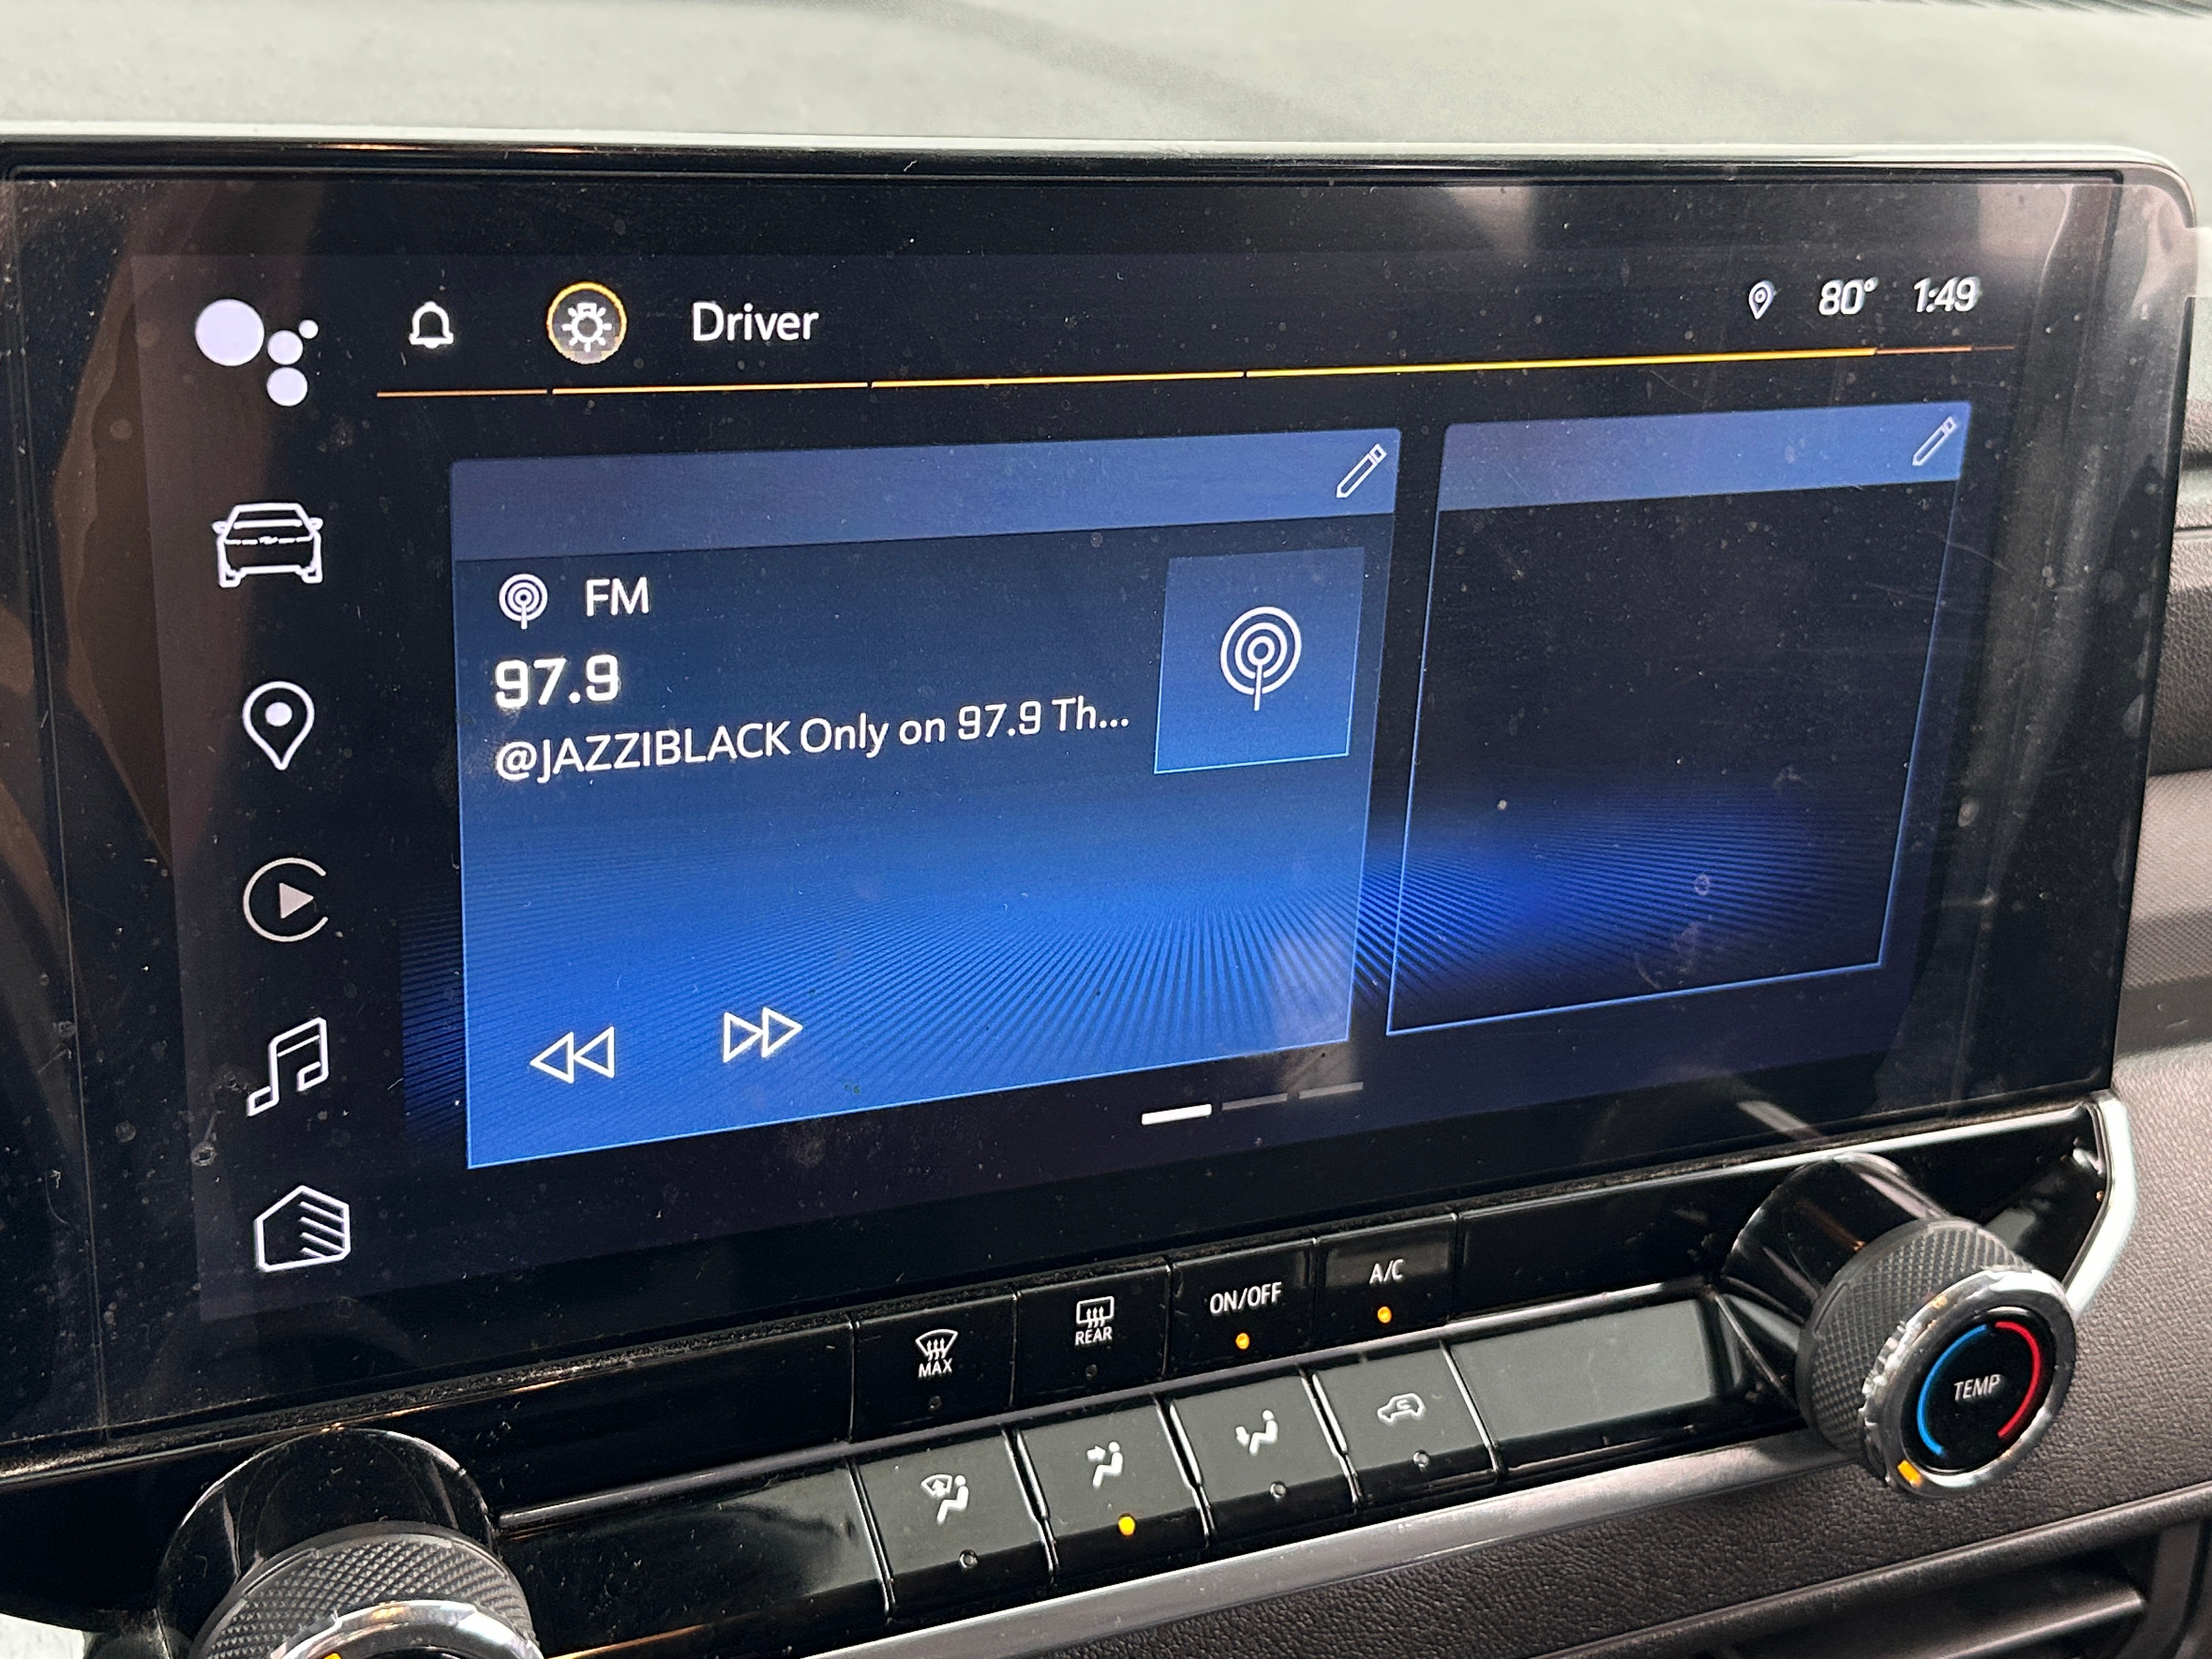 Driver
80° 1:49
FM
97.9
@JAZZIBLACK Only on 97.9 Th...
MAX
REAR
ON/OFF
A/C
TEMP